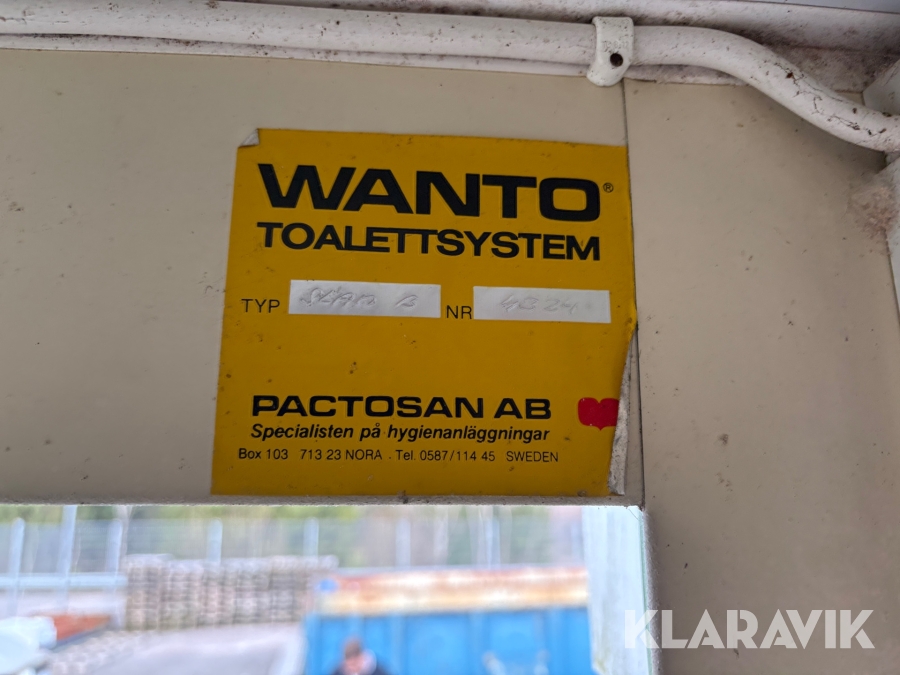 WANTO®
TOALETTSYSTEM
TYP B NR 4024
PACTOSAN AB
Specialisten på hygienanläggningar
Box 103 713 23 NORA . Tel. 0587/114 45 SWEDEN
KLARAVIK